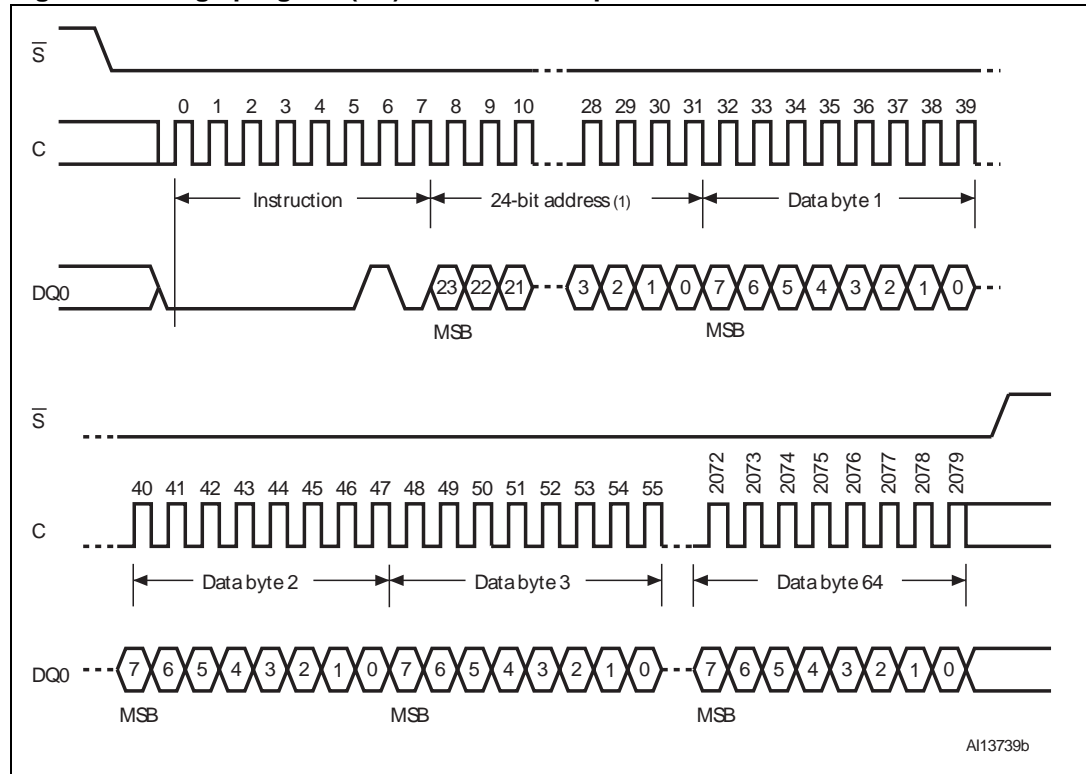 S
0 1 2 3 4 5 6 7 8 9 10 28 29 30 31 32 33 34 35 36 37 38 39
C
Instruction 24-bit address (1) Data byte 1
DQ0 23 22 21 3 2 1 0 7 6 5 4 3 2 1 0
MSB MSB
S
40 41 42 43 44 45 46 47 48 49 50 51 52 53 54 55 2072 2073 2074 2075 2076 2077 2078 2079
C
Data byte 2 Data byte 3 Data byte 64
DQ0 7 6 5 4 3 2 1 0 7 6 5 4 3 2 1 0 7 6 5 4 3 2 1 0
MSB MSB MSB
AI13739b